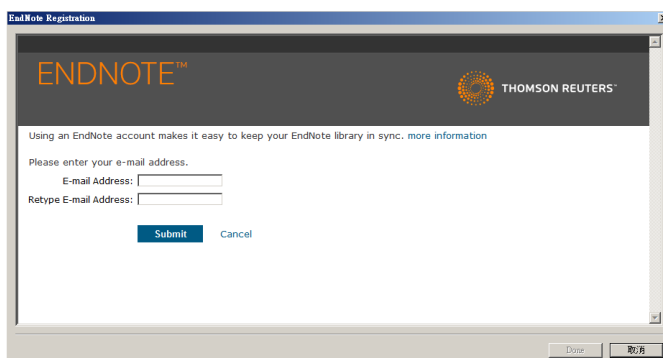 EndNote Registration
ENDNOTE™
THOMSON REUTERS™
Using an EndNote account makes it easy to keep your EndNote library in sync. more information
Please enter your e-mail address.
E-mail Address:
Retype E-mail Address:
Submit Cancel
Done 取消